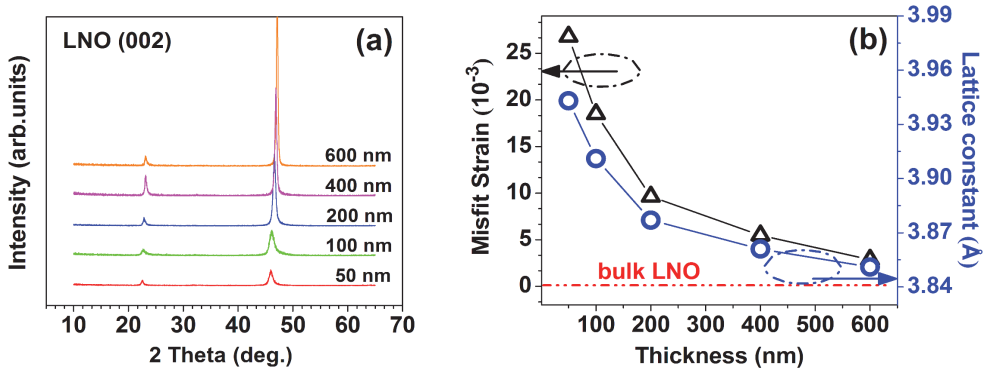 LNO (002)
(a)
600 nm
400 nm
200 nm
100 nm
50 nm
10 20 30 40 50 60 70
2 Theta (deg.)
Intensity (arb.units)
(b)
Misfit Strain (10⁻³)
25
20
15
10
5
0
bulk LNO
100 200 300 400 500 600
Thickness (nm)
3.99
3.96
3.93
3.90
3.87
3.84
Lattice constant (Å)